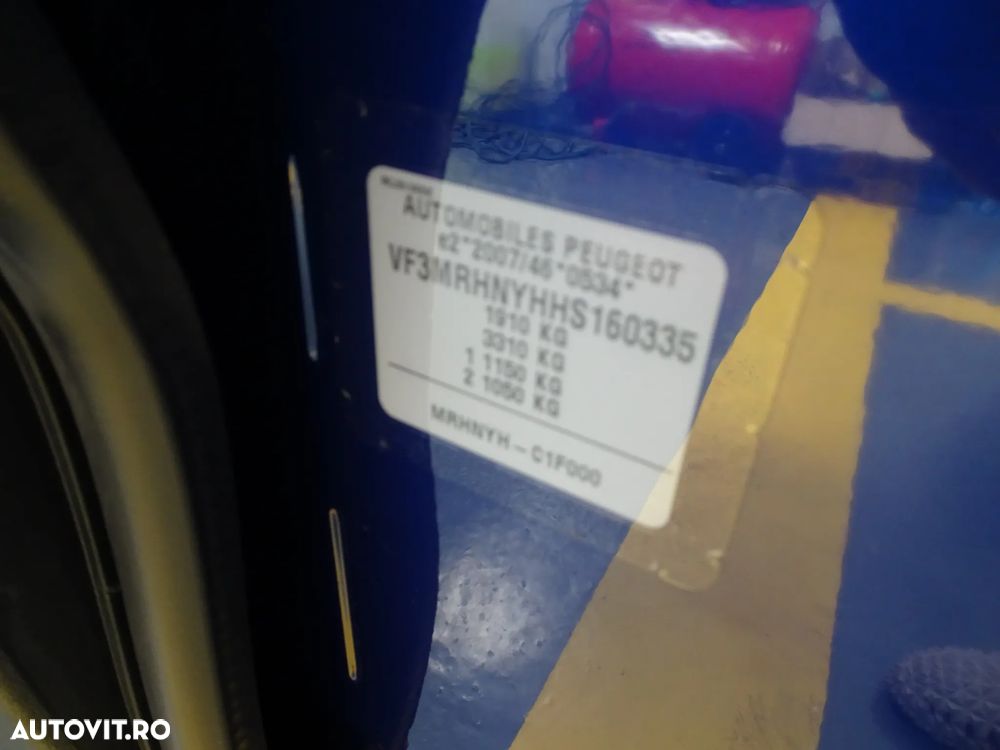 AUTOMOBILES PEUGEOT
e2*2007/46*0534*
VF3MRHNYHHS160335
1910 KG
3310 KG
1 1150 KG
2 1050 KG
MRHNYH-C1F000
AUTOVIT.RO